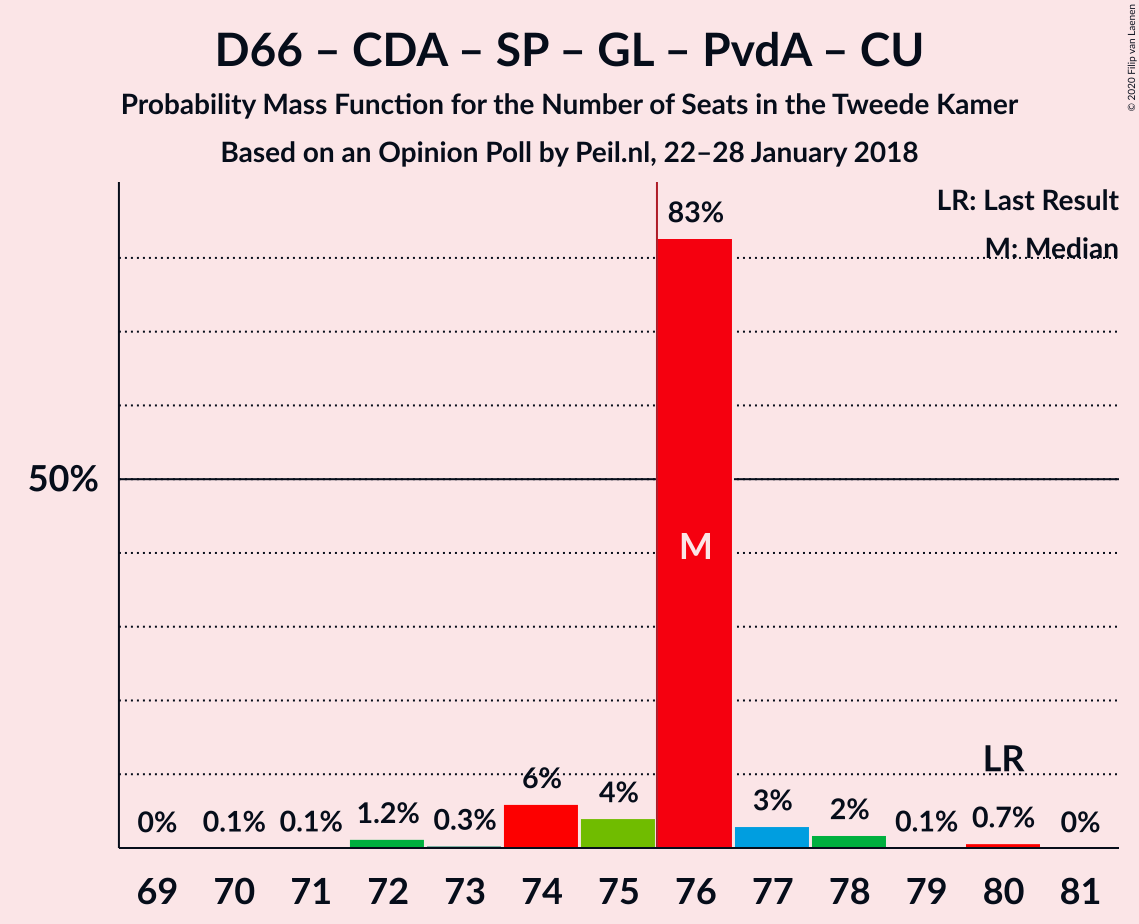 D66 – CDA – SP – GL – PvdA – CU
Probability Mass Function for the Number of Seats in the Tweede Kamer
Based on an Opinion Poll by Peil.nl, 22–28 January 2018
© 2020 Filip van Laenen
LR: Last Result
M: Median
83%
50%
M
LR
0% 0.1% 0.1% 1.2% 0.3% 6% 4% 3% 2% 0.1% 0.7% 0%
69 70 71 72 73 74 75 76 77 78 79 80 81